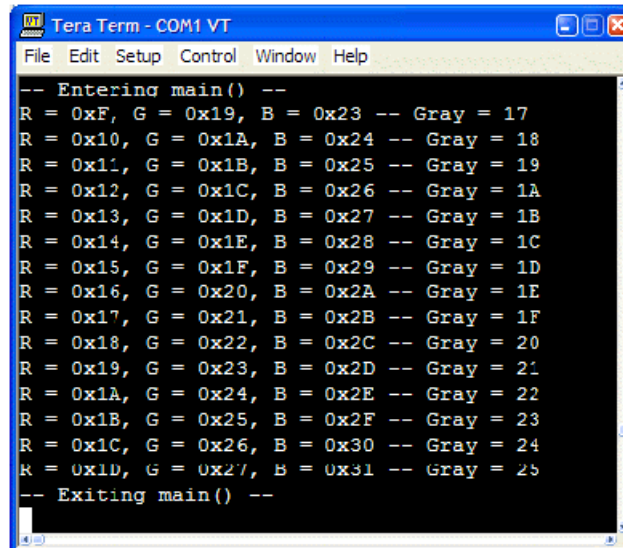 Tera Term - COM1 VT
File Edit Setup Control Window Help
-- Entering main() --
R = 0xF, G = 0x19, B = 0x23 -- Gray = 17
R = 0x10, G = 0x1A, B = 0x24 -- Gray = 18
R = 0x11, G = 0x1B, B = 0x25 -- Gray = 19
R = 0x12, G = 0x1C, B = 0x26 -- Gray = 1A
R = 0x13, G = 0x1D, B = 0x27 -- Gray = 1B
R = 0x14, G = 0x1E, B = 0x28 -- Gray = 1C
R = 0x15, G = 0x1F, B = 0x29 -- Gray = 1D
R = 0x16, G = 0x20, B = 0x2A -- Gray = 1E
R = 0x17, G = 0x21, B = 0x2B -- Gray = 1F
R = 0x18, G = 0x22, B = 0x2C -- Gray = 20
R = 0x19, G = 0x23, B = 0x2D -- Gray = 21
R = 0x1A, G = 0x24, B = 0x2E -- Gray = 22
R = 0x1B, G = 0x25, B = 0x2F -- Gray = 23
R = 0x1C, G = 0x26, B = 0x30 -- Gray = 24
R = 0x1D, G = 0x27, B = 0x31 -- Gray = 25
-- Exiting main() --